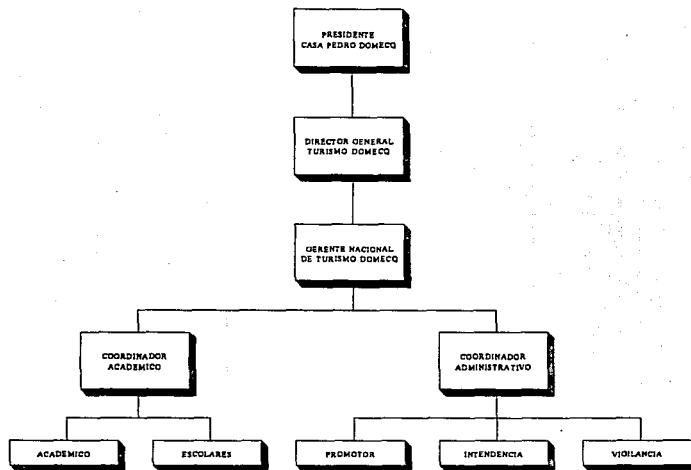 PRESIDENTE
CASA PEDRO DOMECQ
DIRECTOR GENERAL
TURISMO DOMECQ
GERENTE NACIONAL
DE TURISMO DOMECQ
COORDINADOR
ACADEMICO
COORDINADOR
ADMINISTRATIVO
ACADEMICO
ESCOLARES
PROMOTOR
INTENDENCIA
VIGILANCIA